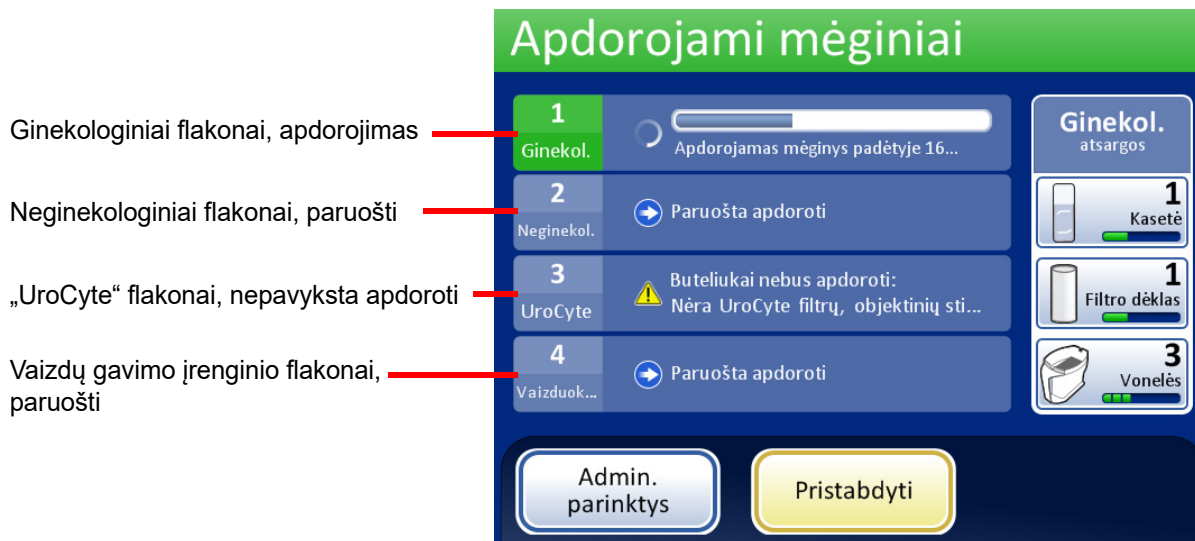 Apdorojami mėginiai
Ginekologiniai flakonai, apdorojimas
1
Ginekol.
Apdorojamas mėginys padėtyje 16...
Neginekologiniai flakonai, paruošti
2
Neginekol.
Paruošta apdoroti
„UroCyte“ flakonai, nepavyksta apdoroti
3
UroCyte
Buteliukai nebus apdoroti:
Nėra UroCyte filtrų, objektinių sti...
Vaizdų gavimo įrenginio flakonai,
paruošti
4
Vaizduok...
Paruošta apdoroti
Ginekol.
atsargos
1
Kasetė
1
Filtro dėklas
3
Vonelės
Admin.
parinktys
Pristabdyti